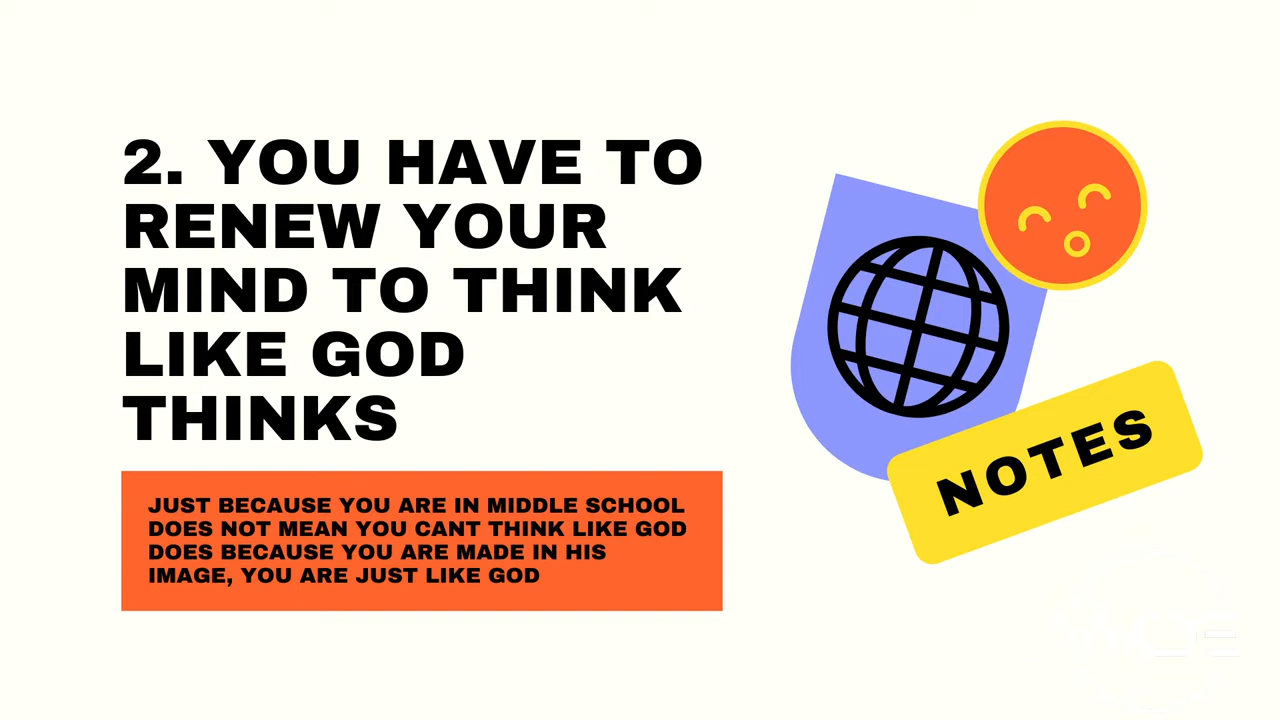 2. YOU HAVE TO
RENEW YOUR
MIND TO THINK
LIKE GOD
THINKS
JUST BECAUSE YOU ARE IN MIDDLE SCHOOL
DOES NOT MEAN YOU CANT THINK LIKE GOD
DOES BECAUSE YOU ARE MADE IN HIS
IMAGE, YOU ARE JUST LIKE GOD
NOTES